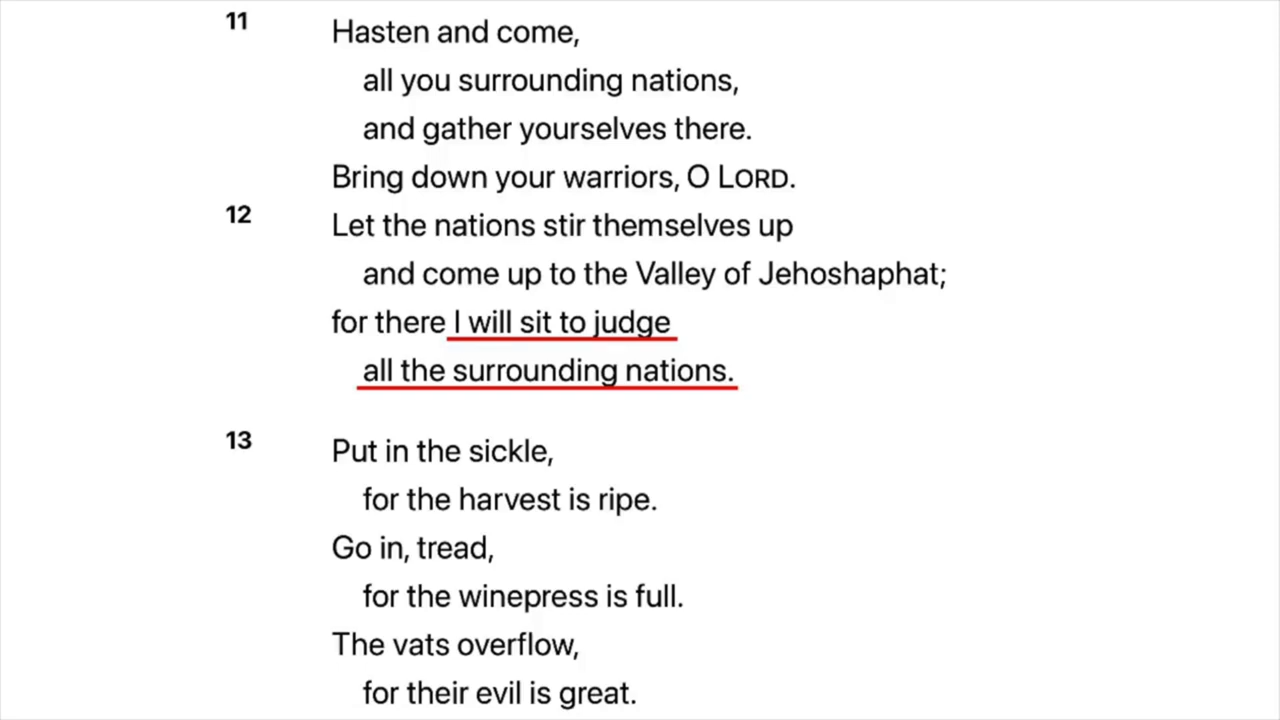 11 Hasten and come,
all you surrounding nations,
and gather yourselves there.
Bring down your warriors, O LORD.
12 Let the nations stir themselves up
and come up to the Valley of Jehoshaphat;
for there I will sit to judge
all the surrounding nations.
13 Put in the sickle,
for the harvest is ripe.
Go in, tread,
for the winepress is full.
The vats overflow,
for their evil is great.